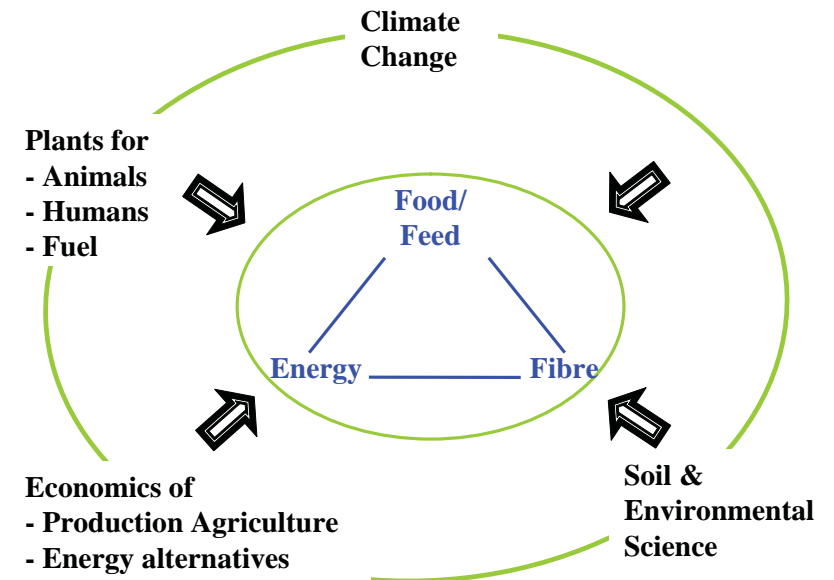 Climate
Change
Plants for
- Animals
- Humans
- Fuel
Food/
Feed
Energy
Fibre
Economics of
- Production Agriculture
- Energy alternatives
Soil &
Environmental
Science